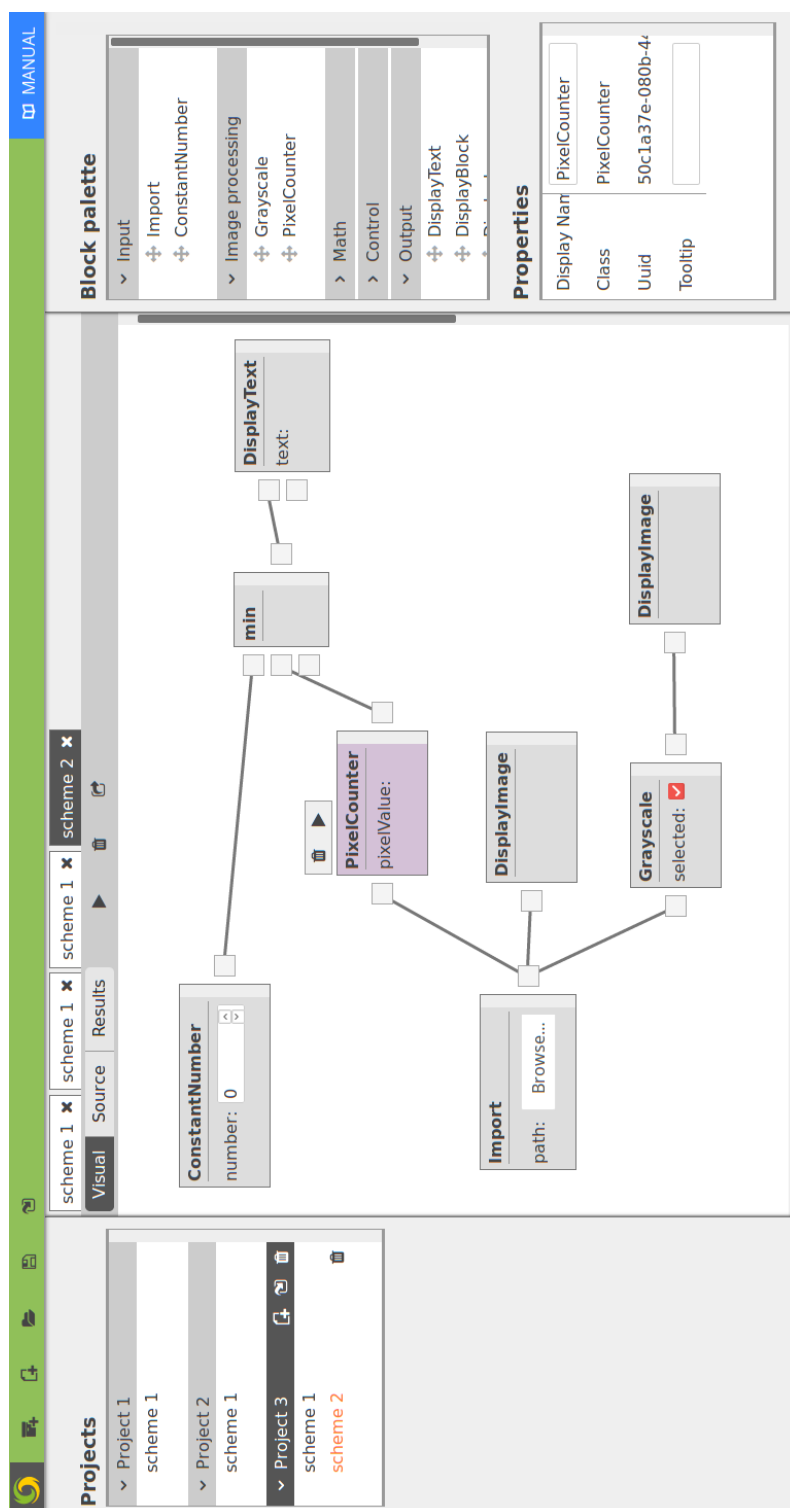 MANUAL
Projects
Project 1
scheme 1
Project 2
scheme 1
Project 3
scheme 1
scheme 2
scheme 1
scheme 1
scheme 1
scheme 2
Visual Source Results
ConstantNumber
number: 0
min
DisplayText
text:
PixelCounter
pixelValue:
Import
path: Browse...
DisplayImage
Grayscale
selected:
DisplayImage
Block palette
Input
Import
ConstantNumber
Image processing
Grayscale
PixelCounter
Math
Control
Output
DisplayText
DisplayBlock
Properties
Display Nam PixelCounter
Class PixelCounter
Uuid 50c1a37e-080b-44
Tooltip